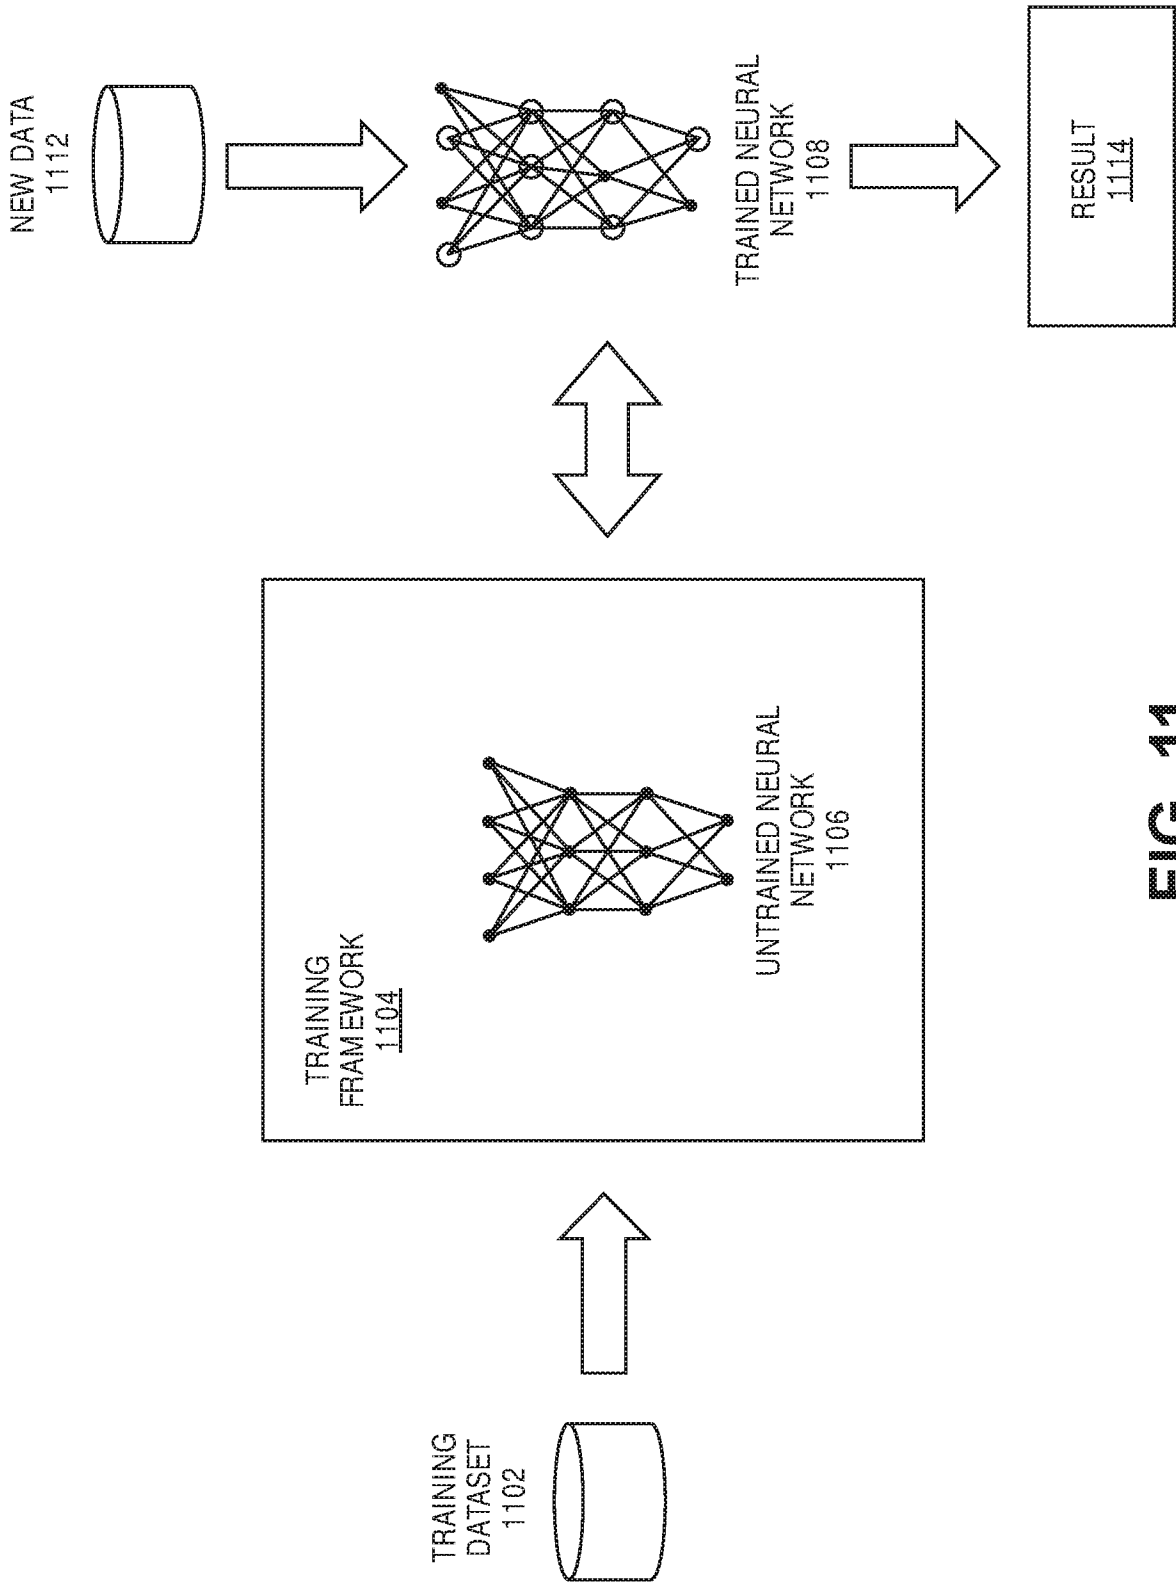 TRAINING
DATASET
1102
TRAINING
FRAMEWORK
1104
UNTRAINED NEURAL
NETWORK
1106
NEW DATA
1112
TRAINED NEURAL
NETWORK
1108
RESULT
1114
FIG. 11